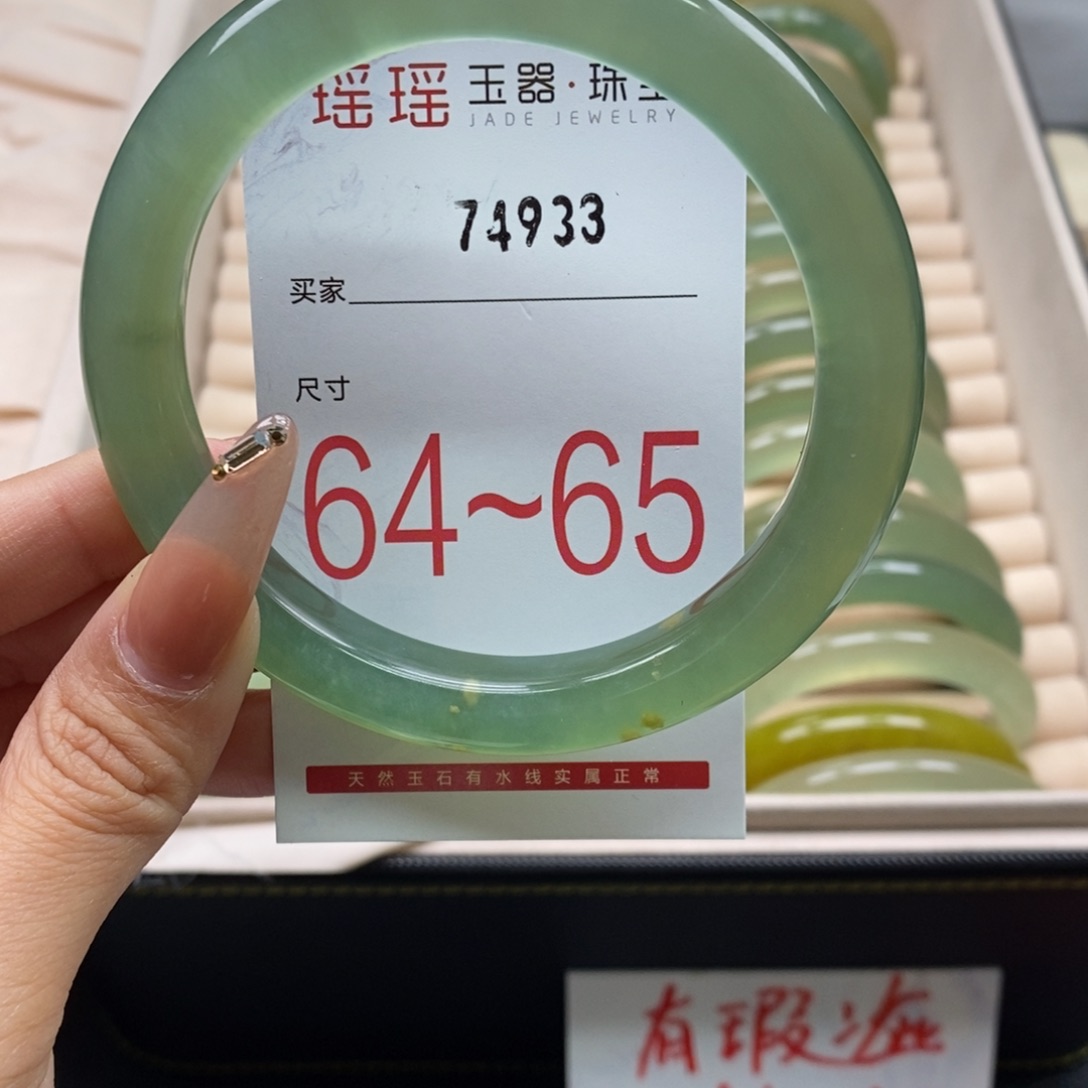 瑶瑶 玉器·珠宝
JADE JEWELRY
74933
买家
尺寸
64~65
天然玉石有水线实属正常
有瑕疵